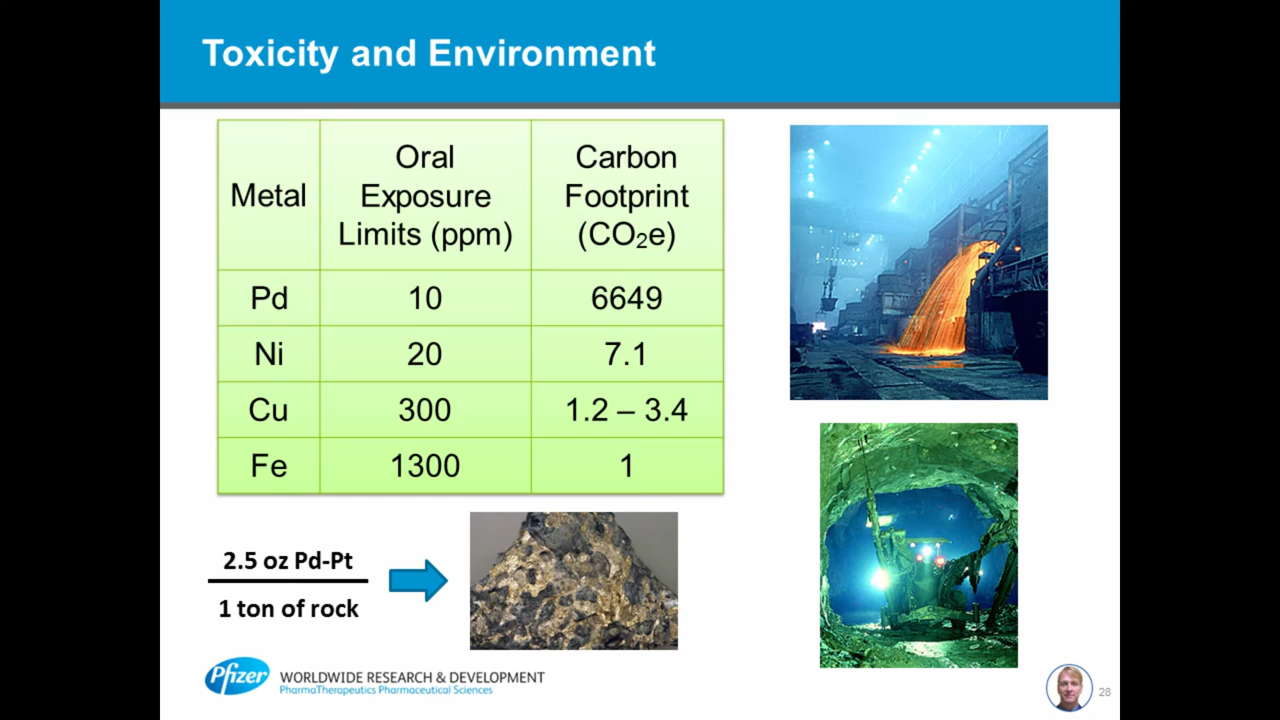 Toxicity and Environment
Metal
Oral
Exposure
Limits (ppm)
Carbon
Footprint
(CO₂e)
Pd 10 6649
Ni 20 7.1
Cu 300 1.2 – 3.4
Fe 1300 1
2.5 oz Pd-Pt
1 ton of rock
Pfizer
WORLDWIDE RESEARCH & DEVELOPMENT
PharmaTherapeutics Pharmaceutical Sciences
28